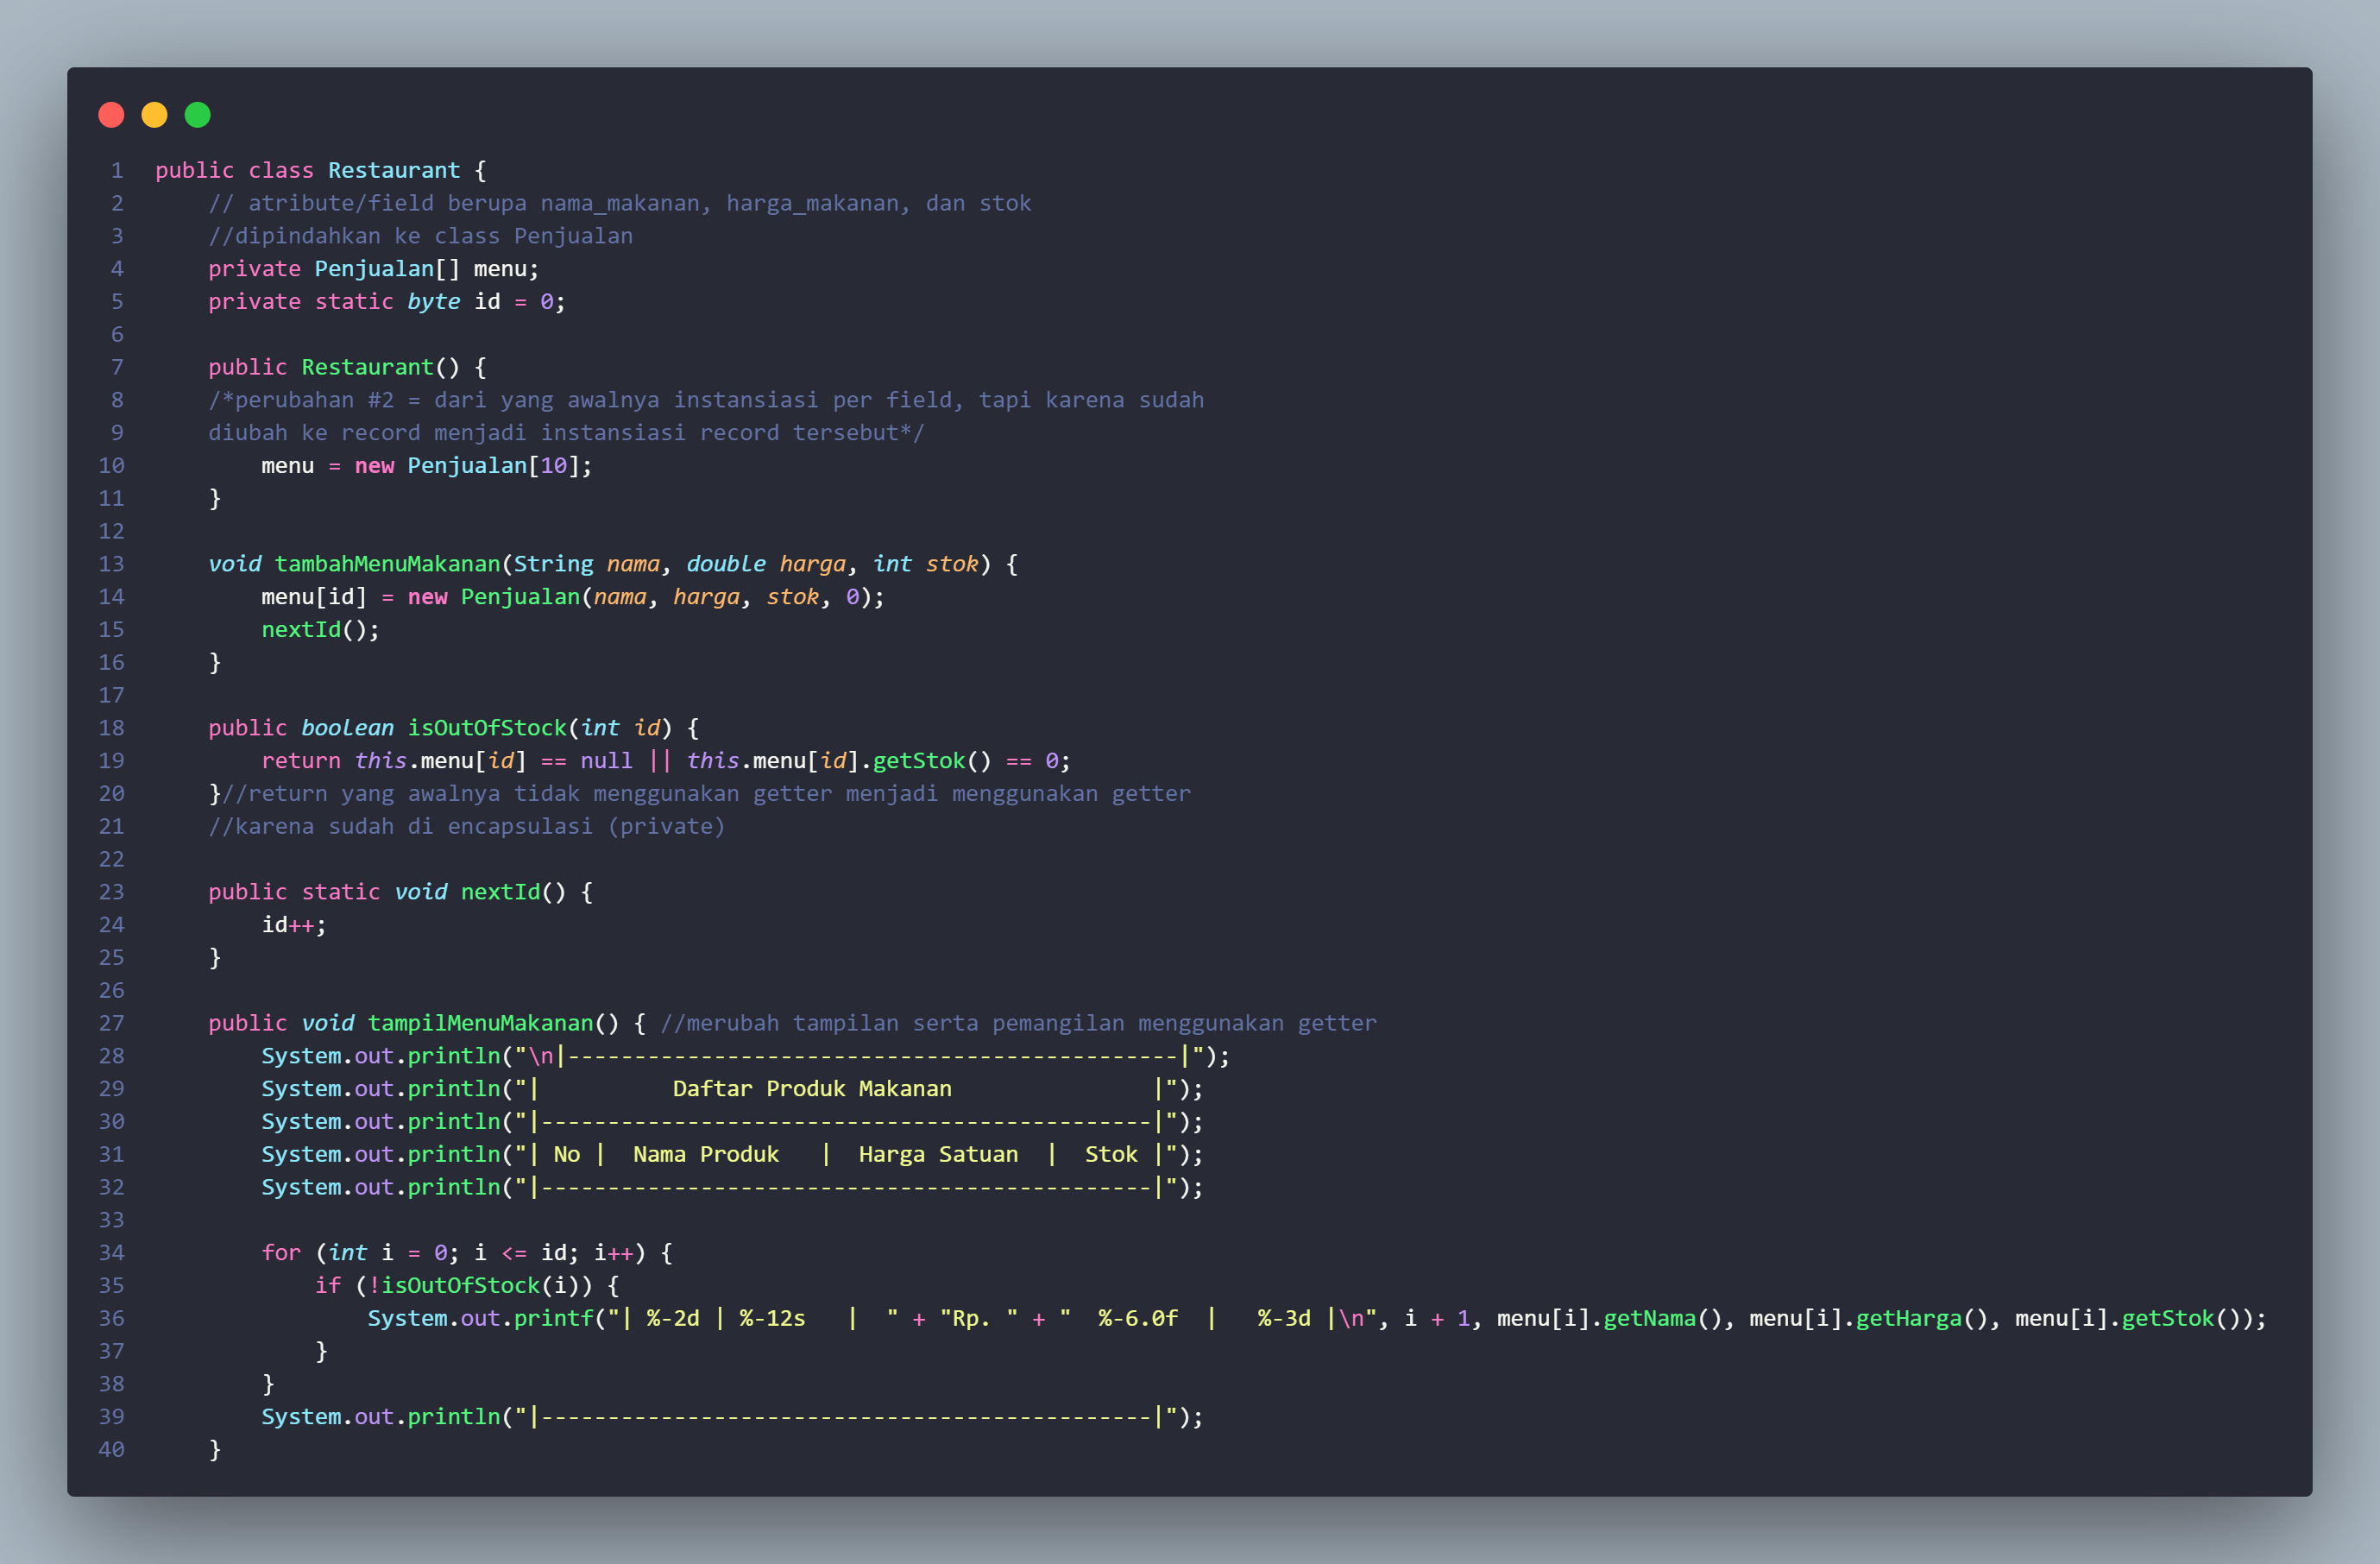 1 public class Restaurant {
2     // atribute/field berupa nama_makanan, harga_makanan, dan stok
3     //dipindahkan ke class Penjualan
4     private Penjualan[] menu;
5     private static byte id = 0;
6
7     public Restaurant() {
8     /*perubahan #2 = dari yang awalnya instansiasi per field, tapi karena sudah
9     diubah ke record menjadi instansiasi record tersebut*/
10         menu = new Penjualan[10];
11     }
12
13     void tambahMenuMakanan(String nama, double harga, int stok) {
14         menu[id] = new Penjualan(nama, harga, stok, 0);
15         nextId();
16     }
17
18     public boolean isOutOfStock(int id) {
19         return this.menu[id] == null || this.menu[id].getStok() == 0;
20     }//return yang awalnya tidak menggunakan getter menjadi menggunakan getter
21     //karena sudah di encapsulasi (private)
22
23     public static void nextId() {
24         id++;
25     }
26
27     public void tampilMenuMakanan() { //merubah tampilan serta pemangilan menggunakan getter
28         System.out.println("\n|----------------------------------------------|");
29         System.out.println("|          Daftar Produk Makanan               |");
30         System.out.println("|----------------------------------------------|");
31         System.out.println("| No |  Nama Produk   |  Harga Satuan  |  Stok |");
32         System.out.println("|----------------------------------------------|");
33
34         for (int i = 0; i <= id; i++) {
35             if (!isOutOfStock(i)) {
36                 System.out.printf("| %-2d | %-12s   |  " + "Rp. " + "  %-6.0f  |   %-3d |\n", i + 1, menu[i].getNama(), menu[i].getHarga(), menu[i].getStok());
37             }
38         }
39         System.out.println("|----------------------------------------------|");
40     }